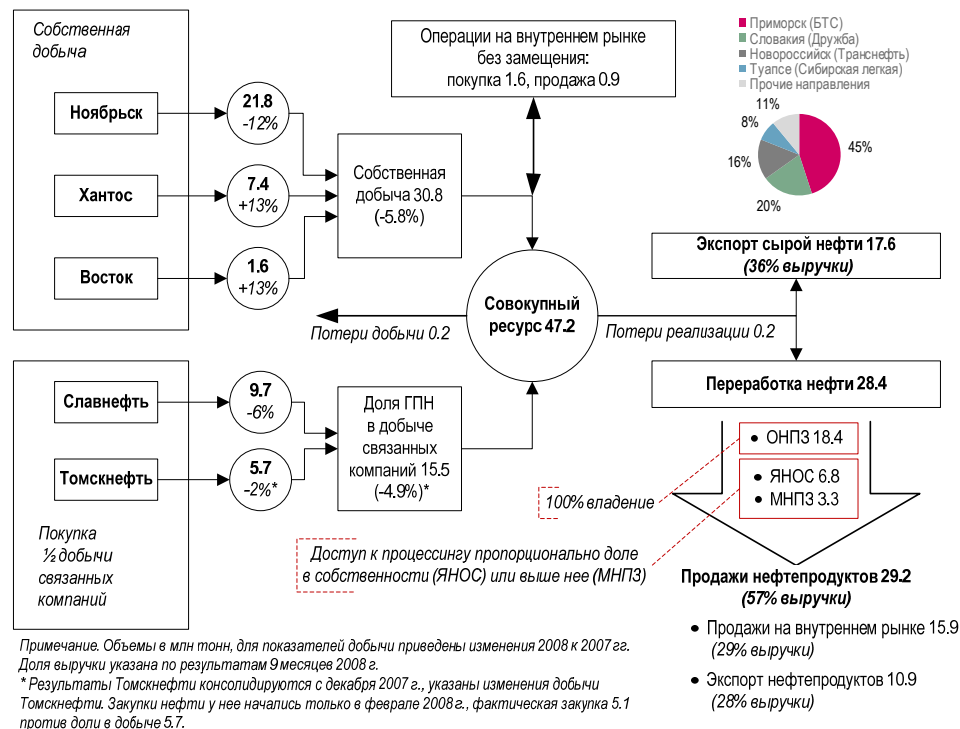 Собственная
добыча
Ноябрьск
21.8
-12%
Хантос
7.4
+13%
Восток
1.6
+13%
Собственная
добыча 30.8
(-5.8%)
Операции на внутреннем рынке
без замещения:
покупка 1.6, продажа 0.9
Приморск (БТС)
Словакия (Дружба)
Новороссийск (Транснефть)
Туапсе (Сибирская легкая)
Прочие направления
11%
8%
45%
16%
20%
Экспорт сырой нефти 17.6
(36% выручки)
Совокупный
ресурс 47.2
Потери добычи 0.2
Потери реализации 0.2
Славнефть
9.7
-6%
Томскнефть
5.7
-2%*
Доля ГПН
в добыче
связанных
компаний 15.5
(-4.9%)*
Переработка нефти 28.4
• ОНПЗ 18.4
• ЯНОС 6.8
• МНПЗ 3.3
100% владение
Покупка
½ добычи
связанных
компаний
Доступ к процессингу пропорционально доле
в собственности (ЯНОС) или выше нее (МНПЗ)
Продажи нефтепродуктов 29.2
(57% выручки)
• Продажи на внутреннем рынке 15.9
(29% выручки)
• Экспорт нефтепродуктов 10.9
(28% выручки)
Примечание. Объемы в млн тонн, для показателей добычи приведены изменения 2008 к 2007 гг.
Доля выручки указана по результатам 9 месяцев 2008 г.
* Результаты Томскнефти консолидируются с декабря 2007 г., указаны изменения добычи
Томскнефти. Закупки нефти у нее начались только в феврале 2008 г., фактическая закупка 5.1
против доли в добыче 5.7.